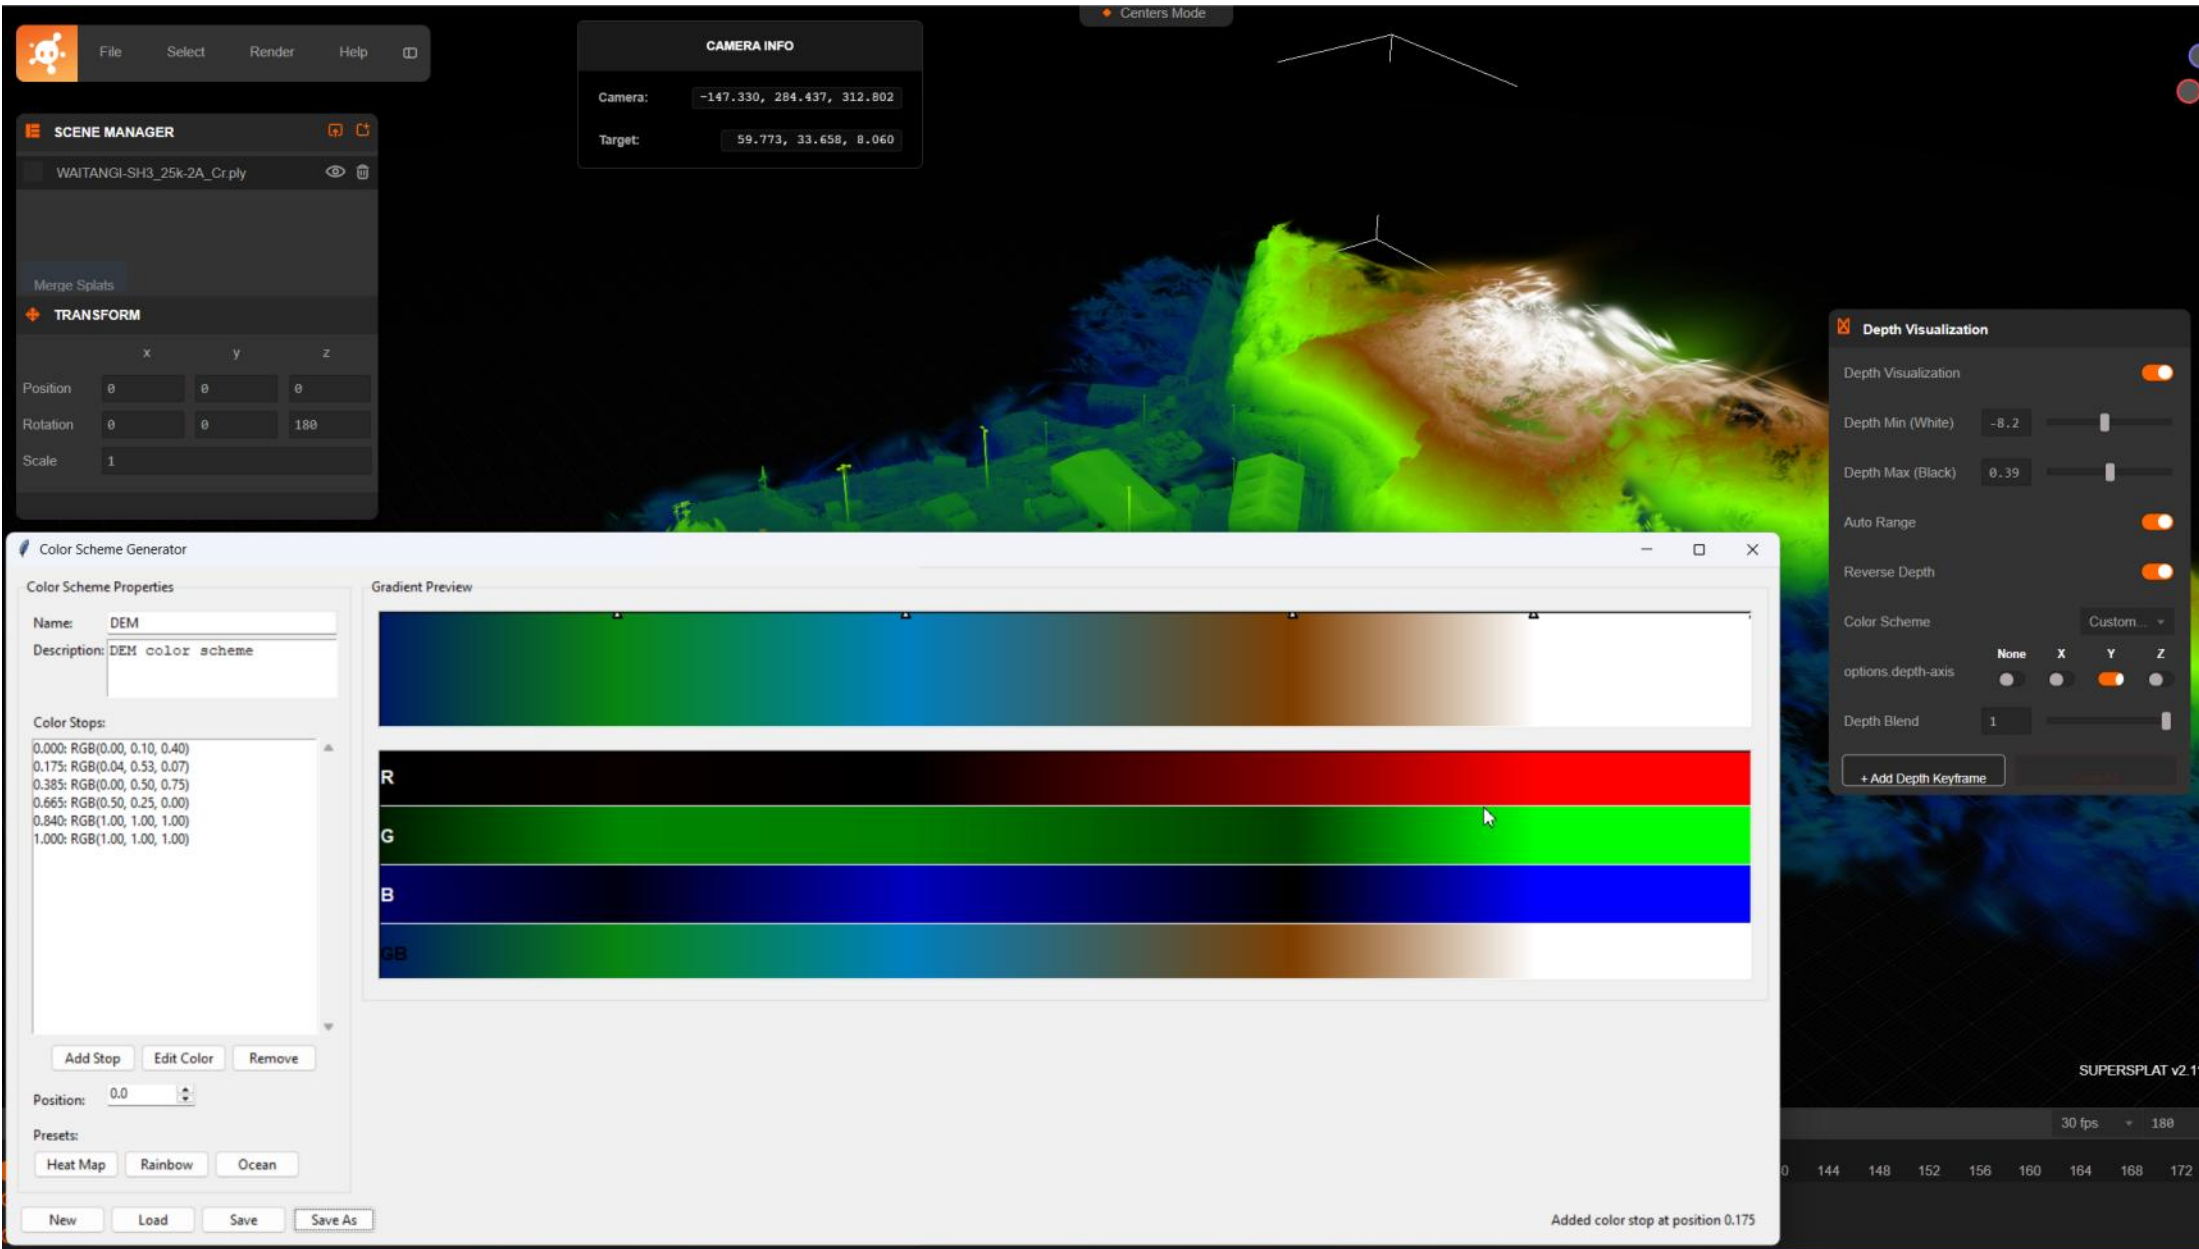 Centers Mode
File Select Render Help
CAMERA INFO
Camera: -147.330, 284.437, 312.802
Target: 59.773, 33.658, 8.060
SCENE MANAGER
WAITANGI-SH3_25k-2A_Cr.ply
Merge Splats
TRANSFORM
x y z
Position 0 0 0
Rotation 0 0 180
Scale 1
Depth Visualization
Depth Visualization
Depth Min (White) -8.2
Depth Max (Black) 0.39
Auto Range
Reverse Depth
Color Scheme Custom...
None X Y Z
options.depth-axis
Depth Blend 1
+ Add Depth Keyframe
Color Scheme Generator
Color Scheme Properties
Name: DEM
Description: DEM color scheme
Color Stops:
0.000: RGB(0.00, 0.10, 0.40)
0.175: RGB(0.04, 0.53, 0.07)
0.385: RGB(0.00, 0.50, 0.75)
0.665: RGB(0.50, 0.25, 0.00)
0.840: RGB(1.00, 1.00, 1.00)
1.000: RGB(1.00, 1.00, 1.00)
Add Stop Edit Color Remove
Position: 0.0
Presets:
Heat Map Rainbow Ocean
New Load Save Save As
Gradient Preview
R
G
B
GB
Added color stop at position 0.175
SUPERSPLAT v2.1
30 fps 180
0 144 148 152 156 160 164 168 172